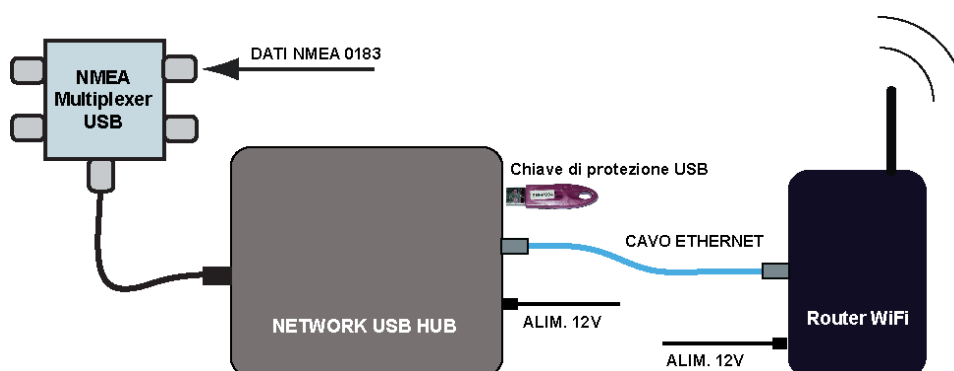 DATI NMEA 0183
NMEA
Multiplexer
USB
Chiave di protezione USB
CAVO ETHERNET
NETWORK USB HUB
ALIM. 12V
Router WiFi
ALIM. 12V